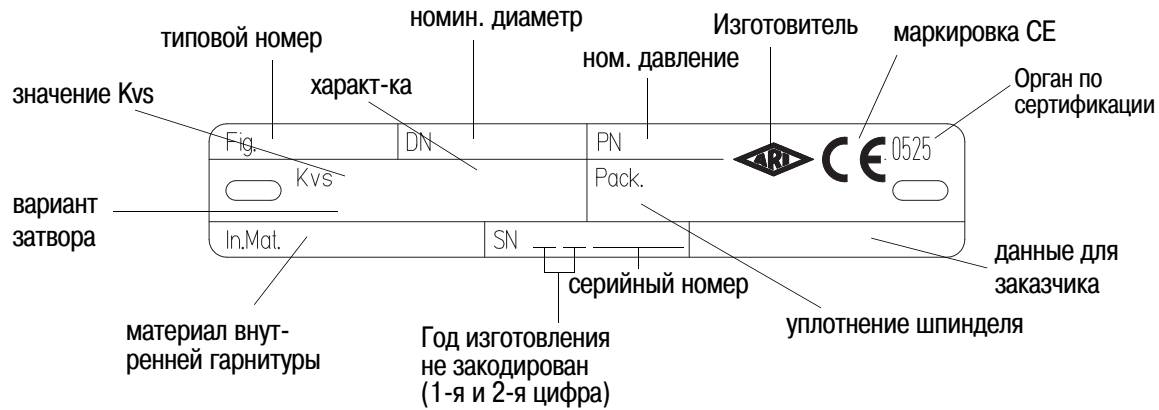 номин. диаметр
типовой номер
Изготовитель
маркировка CE
ном. давление
характ-ка
Орган по
сертификации
значение Kvs
Fig.
DN
PN
ARI
CE 0525
Kvs
Pack.
вариант
затвора
In.Mat.
SN
данные для
заказчика
серийный номер
уплотнение шпинделя
материал внут-
ренней гарнитуры
Год изготовления
не закодирован
(1-я и 2-я цифра)